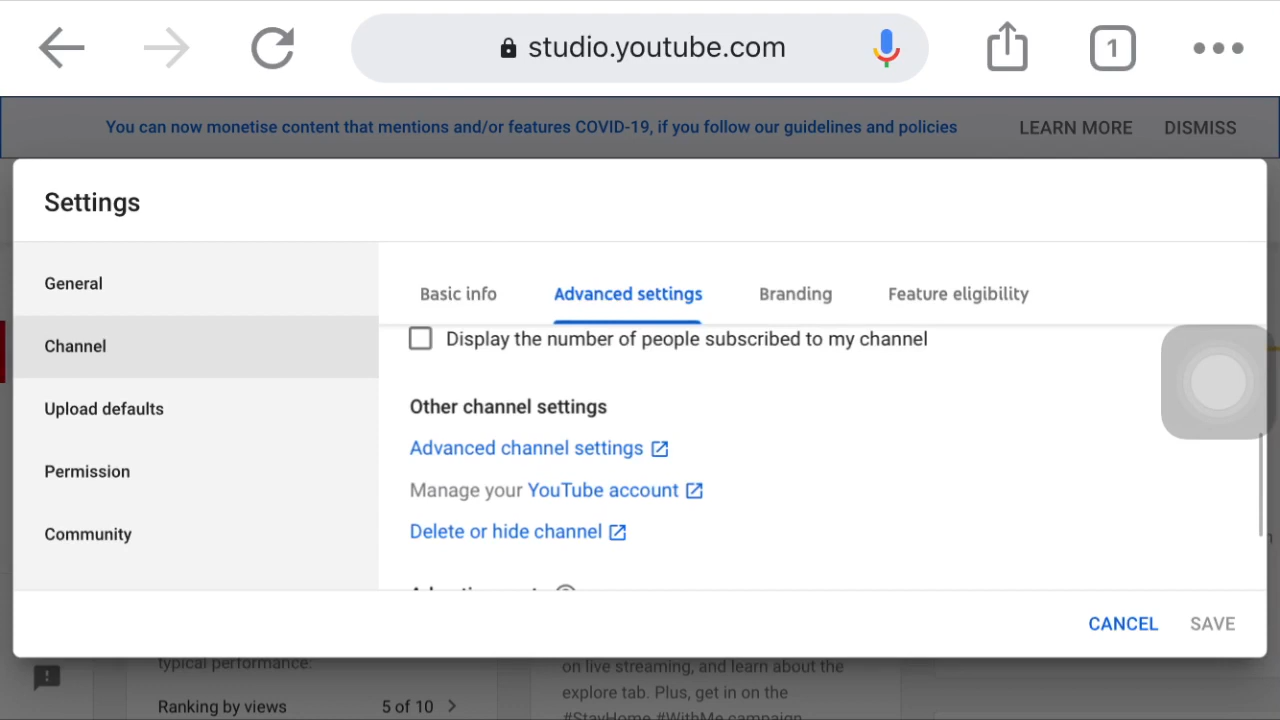 studio.youtube.com
1
You can now monetise content that mentions and/or features COVID-19, if you follow our guidelines and policies
LEARN MORE
DISMISS
Settings
General
Channel
Upload defaults
Permission
Community
Basic info
Advanced settings
Branding
Feature eligibility
Display the number of people subscribed to my channel
Other channel settings
Advanced channel settings
Manage your YouTube account
Delete or hide channel
CANCEL
SAVE
typical performance:
Ranking by views
5 of 10
on live streaming, and learn about the
explore tab. Plus, get in on the
#StayHome #WithMe campaign